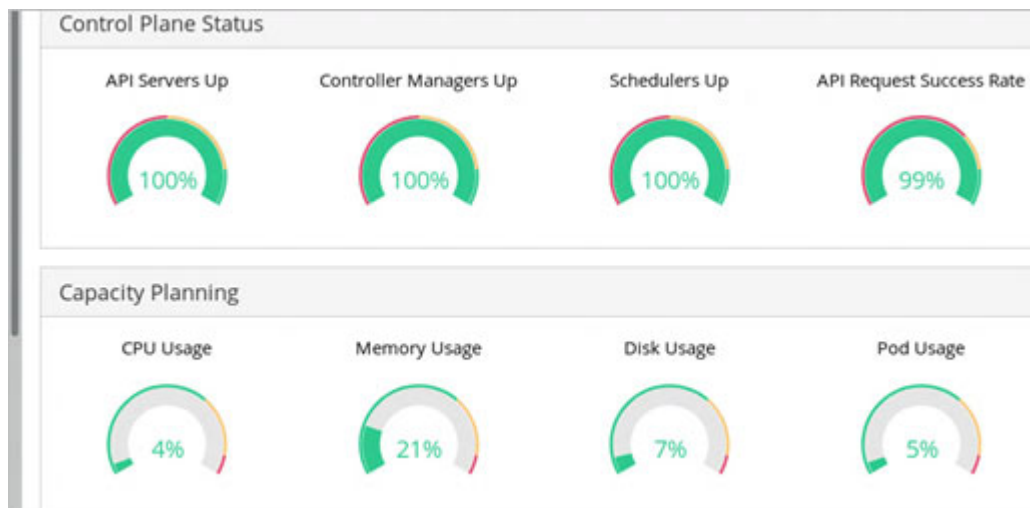 Control Plane Status
API Servers Up Controller Managers Up Schedulers Up API Request Success Rate
100% 100% 100% 99%
Capacity Planning
CPU Usage Memory Usage Disk Usage Pod Usage
4% 21% 7% 5%